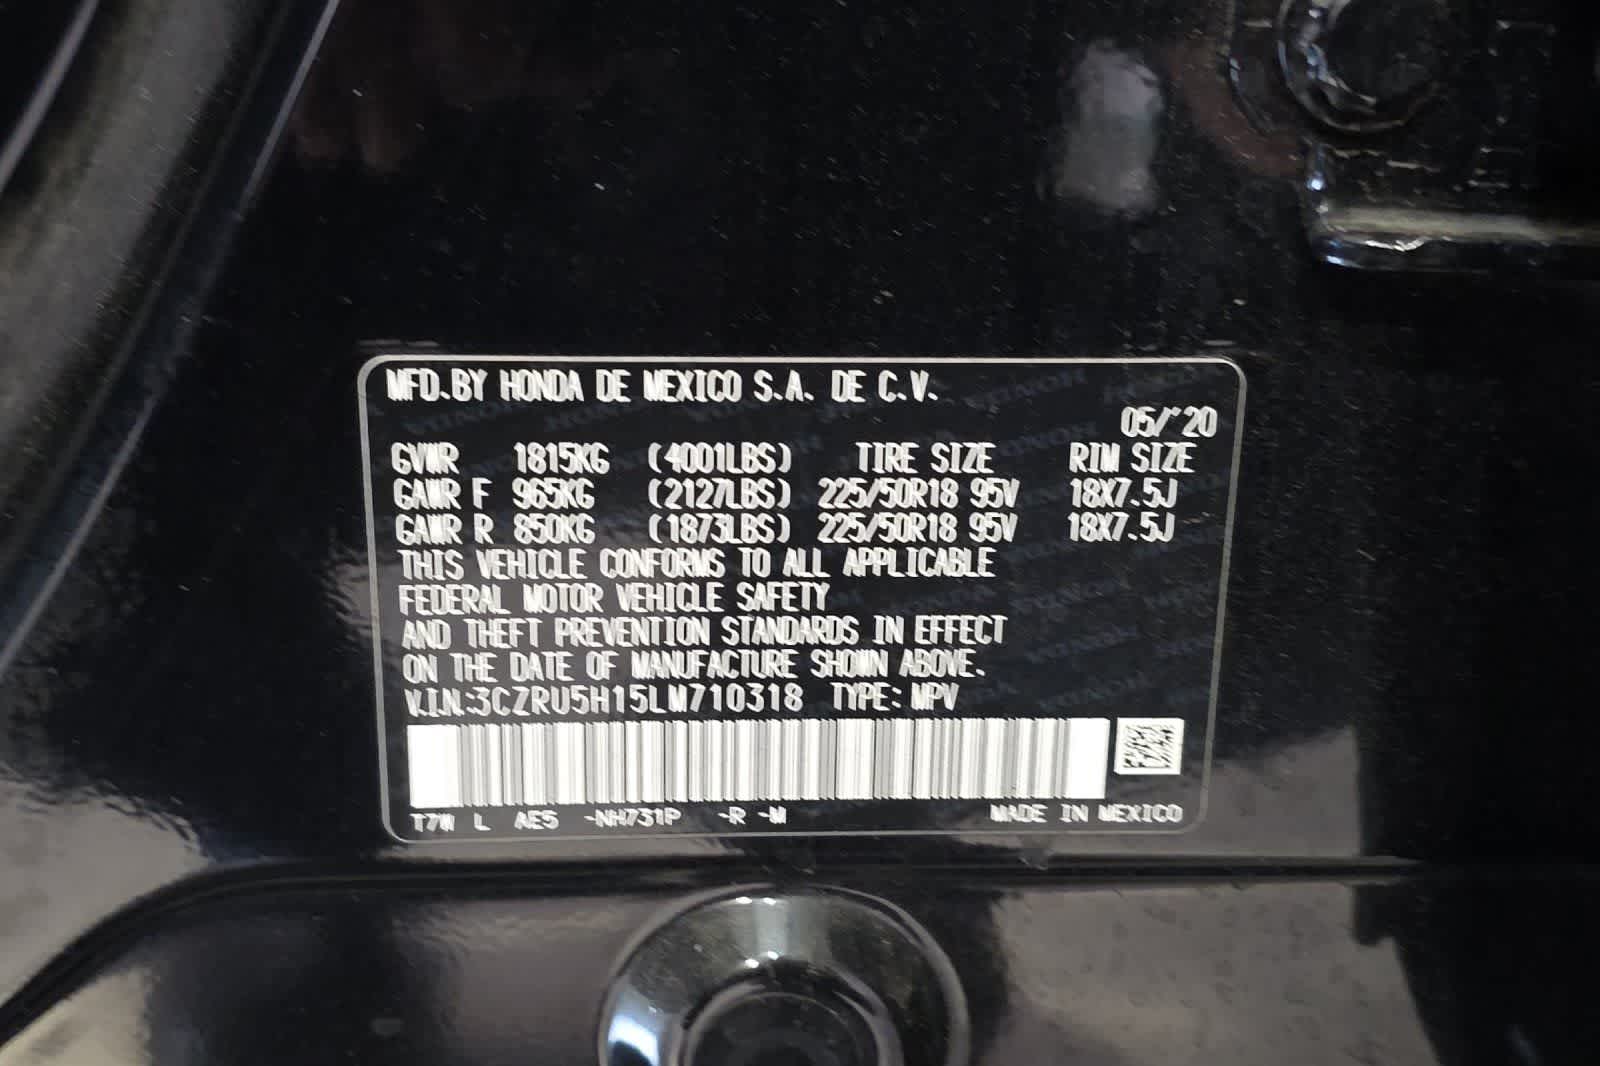 MFD.BY HONDA DE MEXICO S.A. DE C.V.
05/'20
GVWR 1815KG (4001LBS) TIRE SIZE RIM SIZE
GAWR F 965KG (2127LBS) 225/50R18 95V 18X7.5J
GAWR R 850KG (1873LBS) 225/50R18 95V 18X7.5J
THIS VEHICLE CONFORMS TO ALL APPLICABLE
FEDERAL MOTOR VEHICLE SAFETY
AND THEFT PREVENTION STANDARDS IN EFFECT
ON THE DATE OF MANUFACTURE SHOWN ABOVE.
V.I.N.:3CZRU5H15LM710318 TYPE: MPV
T7W L AE5 -NH731P -R -M MADE IN MEXICO